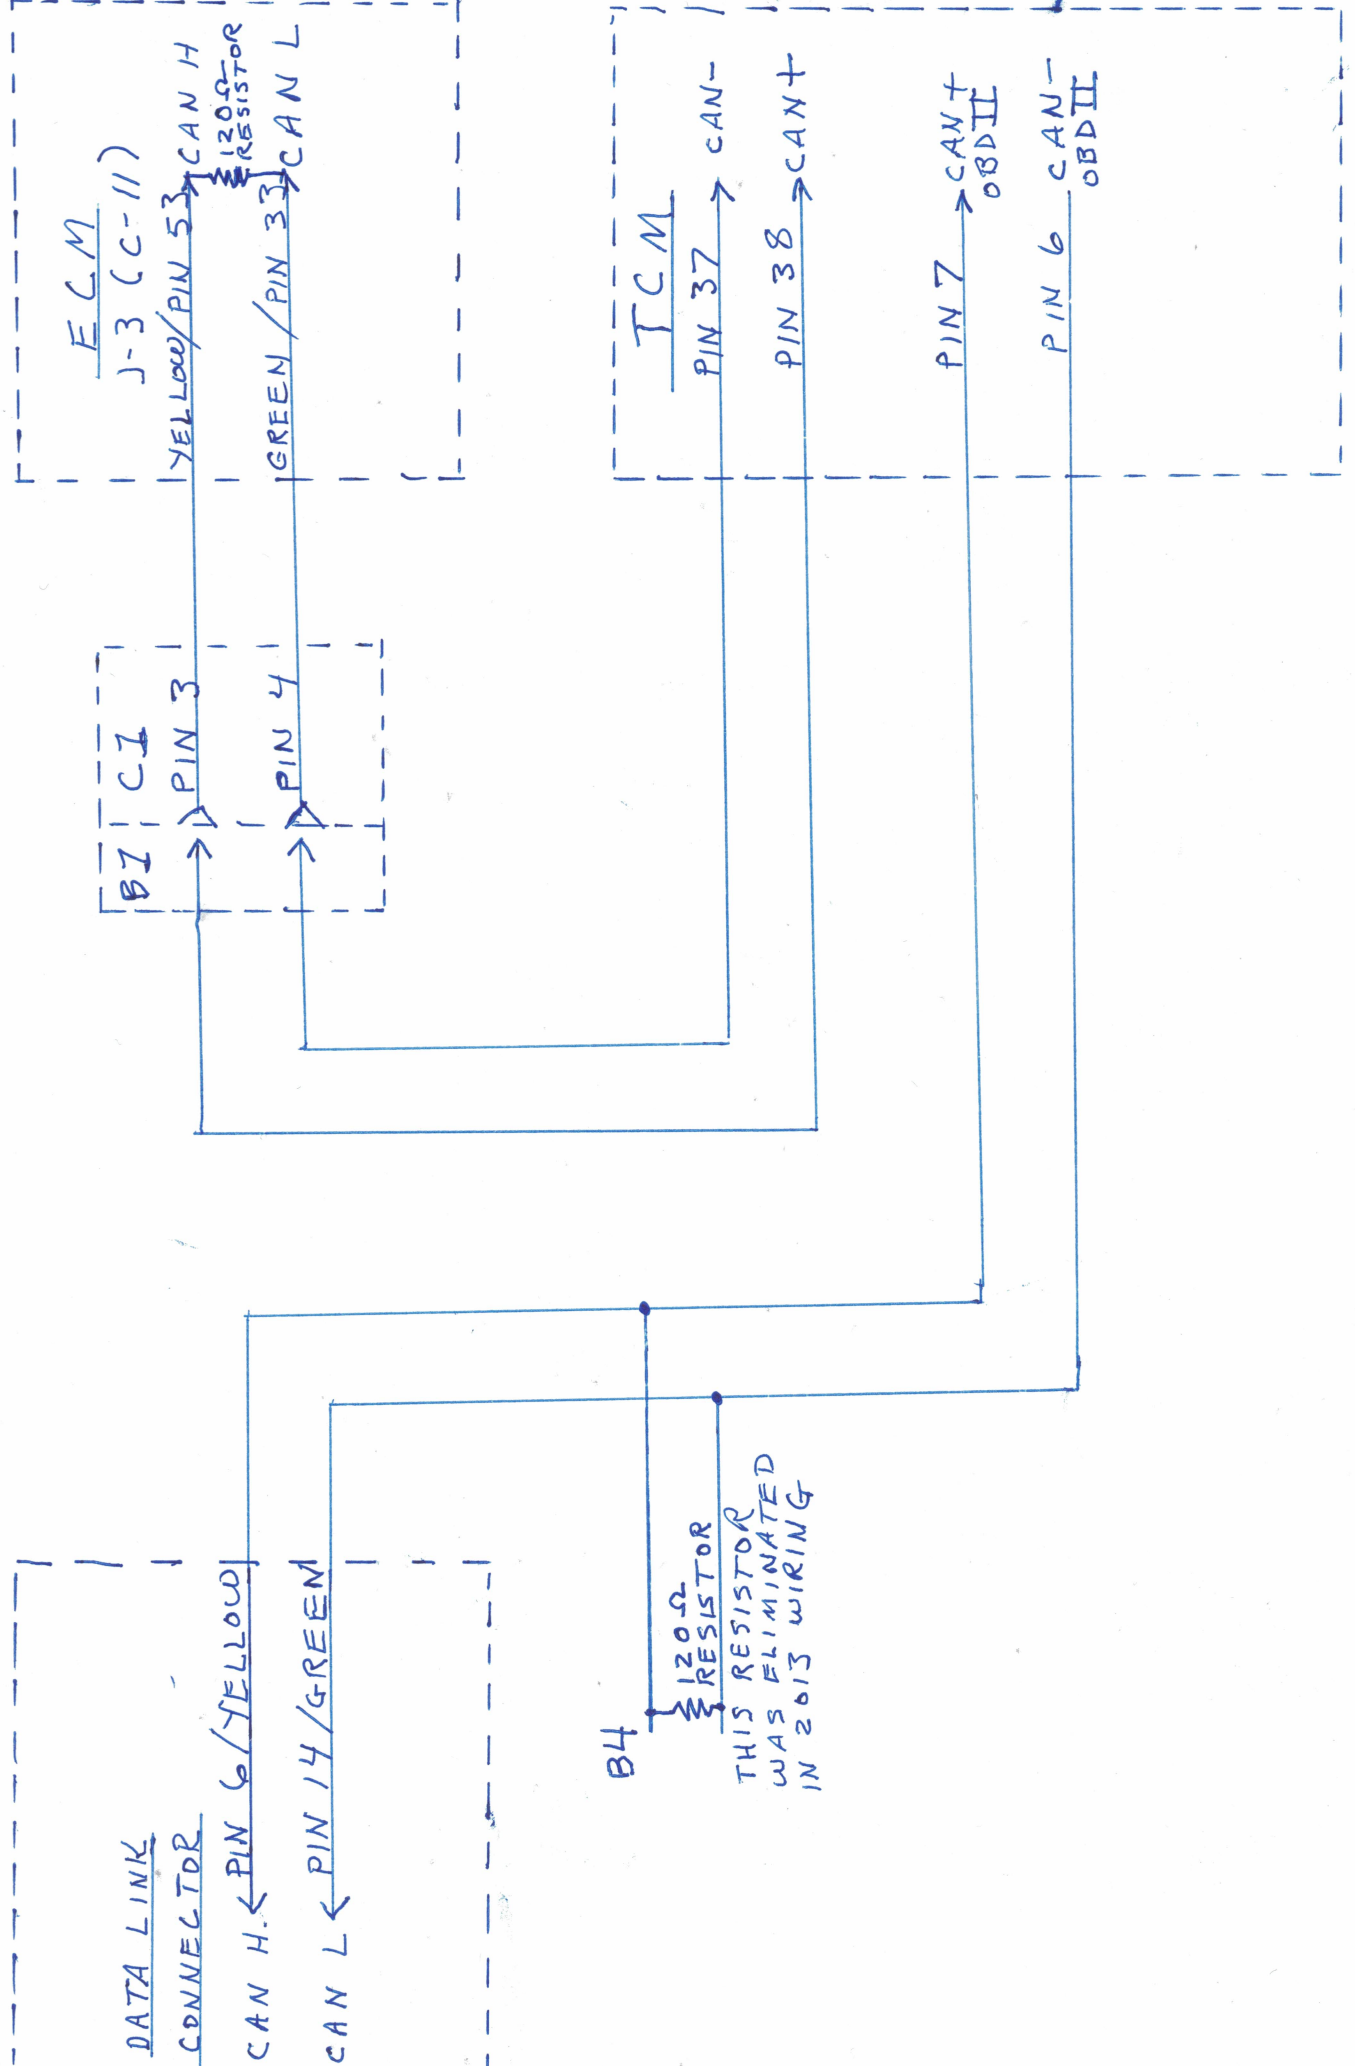 DATA LINK
CONNECTOR
CAN H.
PIN 6/YELLOW
CAN L
PIN 14/GREEN
B4
120Ω
RESISTOR
THIS RESISTOR
WAS ELIMINATED
IN 2013 WIRING
B1
C1
PIN 3
PIN 4
ECM
J-3 (C-11)
YELLOW/PIN 53
CAN H
120Ω
RESISTOR
GREEN/PIN 33
CAN L
TCM
PIN 37
CAN-
PIN 38
CAN+
PIN 7
CAN+
OBD II
PIN 6
CAN-
OBD II